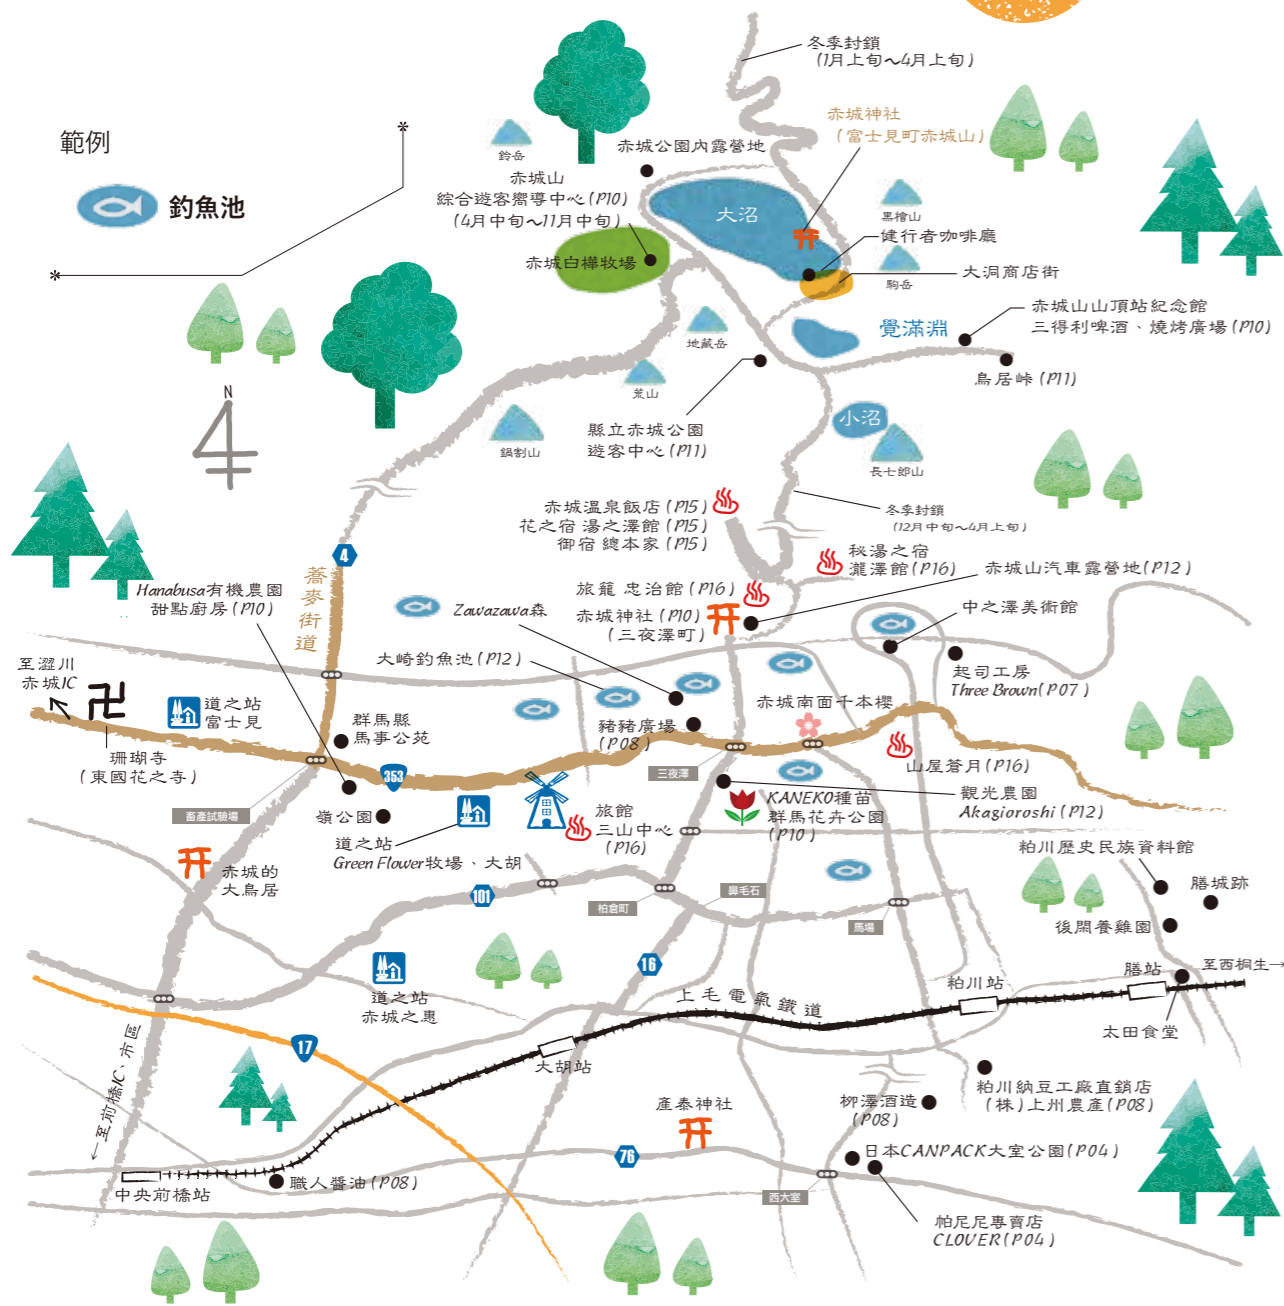 冬季封鎖
(1月上旬～4月上旬)
範例
釣魚池
赤城神社
(富士見町赤城山)
鈴岳
赤城公園內露營地
赤城山
綜合遊客嚮導中心(P10)
(4月中旬～11月中旬)
大沼
黑檜山
健行者咖啡廳
赤城白樺牧場
駒岳
大洞商店街
赤城山山頂站紀念館
三得利啤酒、燒烤廣場(P10)
覺滿淵
地藏岳
鳥居峠(P11)
荒山
縣立赤城公園
遊客中心(P11)
小沼
鍋割山
長七郎山
N
赤城溫泉飯店(P15)
花之宿 湯之澤館(P15)
御宿 總本家(P15)
冬季封鎖
(12月中旬～4月上旬)
4
蕎麥街道
秘湯之宿
瀧澤館(P16)
赤城山汽車露營地(P12)
Hanabusa有機農園
甜點廚房(P10)
旅籠 忠治館(P16)
赤城神社(P10)
(三夜澤町)
Zawazawa森
中之澤美術館
大崎釣魚池(P12)
至澀川
赤城IC
起司工房
Three Brown(P07)
道之站
富士見
群馬縣
馬事公苑
赤城南面千本櫻
豬豬廣場
(P08)
珊瑚寺
(東國花之寺)
三夜澤
山屋蒼月(P16)
353
畜產試驗場
嶺公園
旅館
三山中心
(P16)
KANEKO種苗
群馬花卉公園
(P10)
觀光農園
Akagioroshi(P12)
道之站
Green Flower牧場、大胡
赤城的
大鳥居
粕川歷史民族資料館
膳城跡
101
柏倉町
鼻毛石
馬場
後閑養雞園
16
道之站
赤城之惠
上毛電氣鐵道
粕川站
膳站
至西桐生→
太田食堂
←至前橋IC、市區
17
大胡站
粕川納豆工廠直銷店
(株)上州農產(P08)
柳澤酒造
(P08)
產泰神社
76
日本CANPACK大室公園(P04)
中央前橋站
職人醬油(P08)
西大室
帕尼尼專賣店
CLOVER(P04)